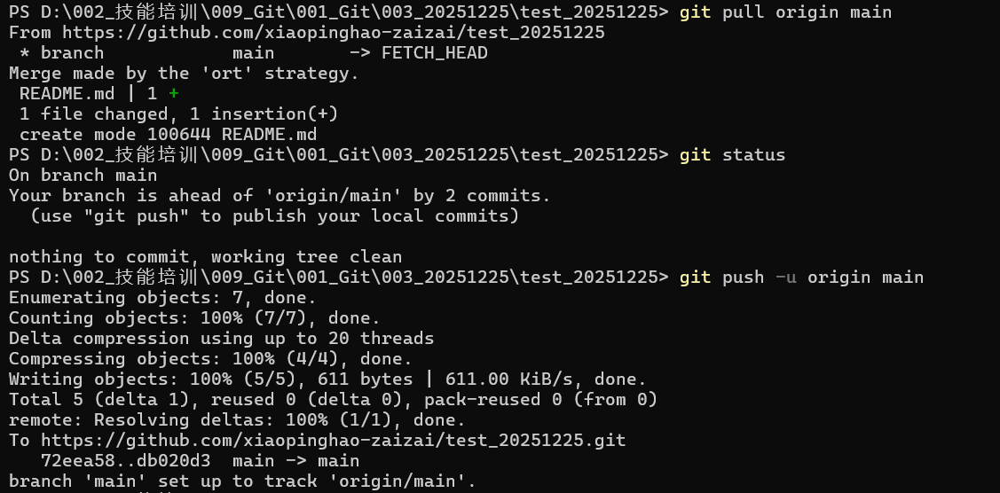 PS D:\002_技能培训\009_Git\001_Git\003_20251225\test_20251225> git pull origin main
From https://github.com/xiaopinghao-zaizai/test_20251225
 * branch            main       -> FETCH_HEAD
Merge made by the 'ort' strategy.
 README.md | 1 +
 1 file changed, 1 insertion(+)
 create mode 100644 README.md
PS D:\002_技能培训\009_Git\001_Git\003_20251225\test_20251225> git status
On branch main
Your branch is ahead of 'origin/main' by 2 commits.
  (use "git push" to publish your local commits)

nothing to commit, working tree clean
PS D:\002_技能培训\009_Git\001_Git\003_20251225\test_20251225> git push -u origin main
Enumerating objects: 7, done.
Counting objects: 100% (7/7), done.
Delta compression using up to 20 threads
Compressing objects: 100% (4/4), done.
Writing objects: 100% (5/5), 611 bytes | 611.00 KiB/s, done.
Total 5 (delta 1), reused 0 (delta 0), pack-reused 0 (from 0)
remote: Resolving deltas: 100% (1/1), done.
To https://github.com/xiaopinghao-zaizai/test_20251225.git
   72eea58..db020d3  main -> main
branch 'main' set up to track 'origin/main'.